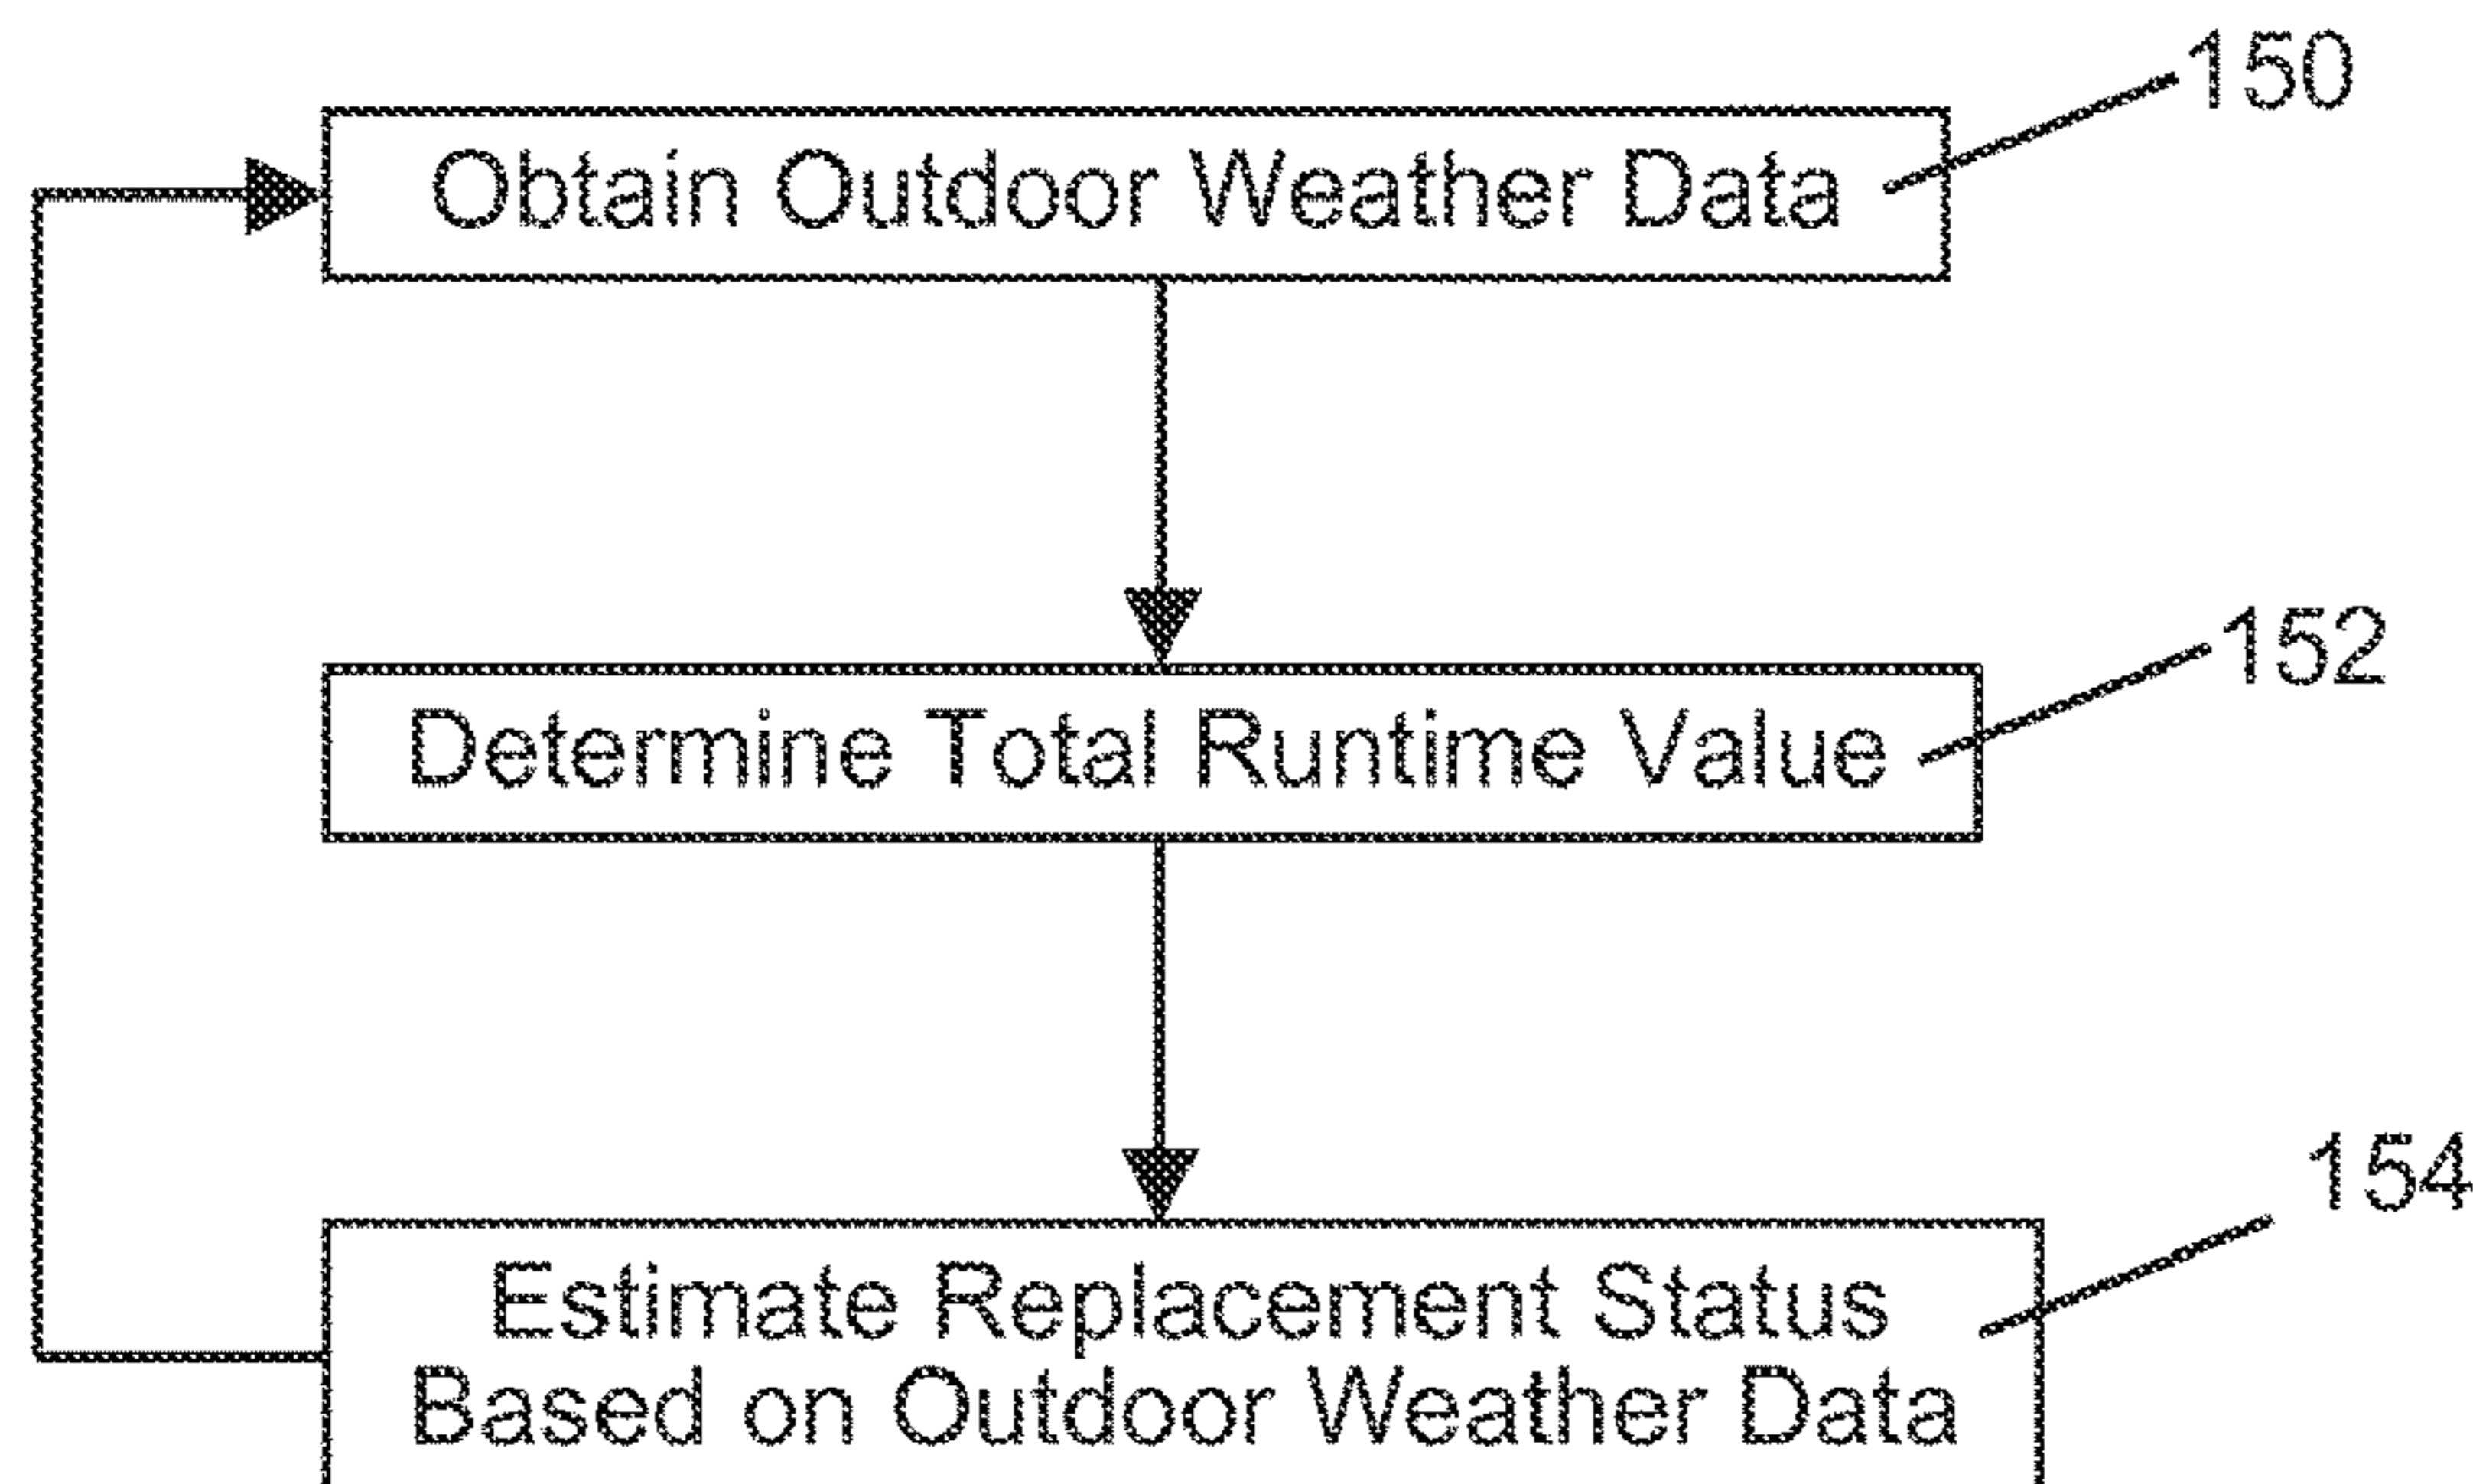 150
Obtain Outdoor Weather Data
152
Determine Total Runtime Value
154
Estimate Replacement Status
Based on Outdoor Weather Data